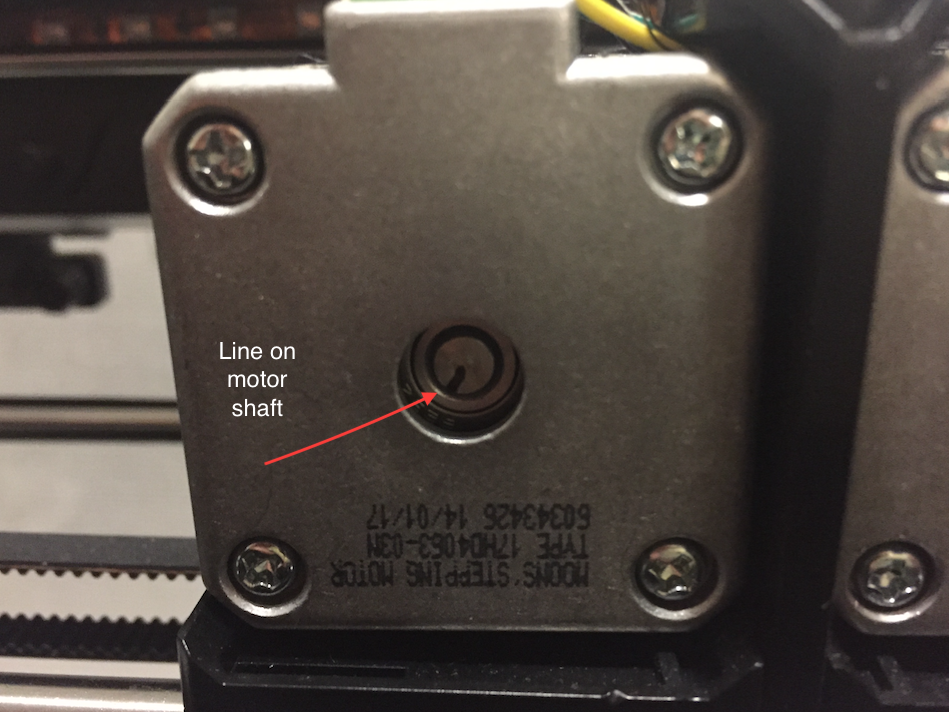 Line on
motor
shaft
MOONS' STEPPING MOTOR
TYPE 17HD4063-03N
60343426 14/01/17